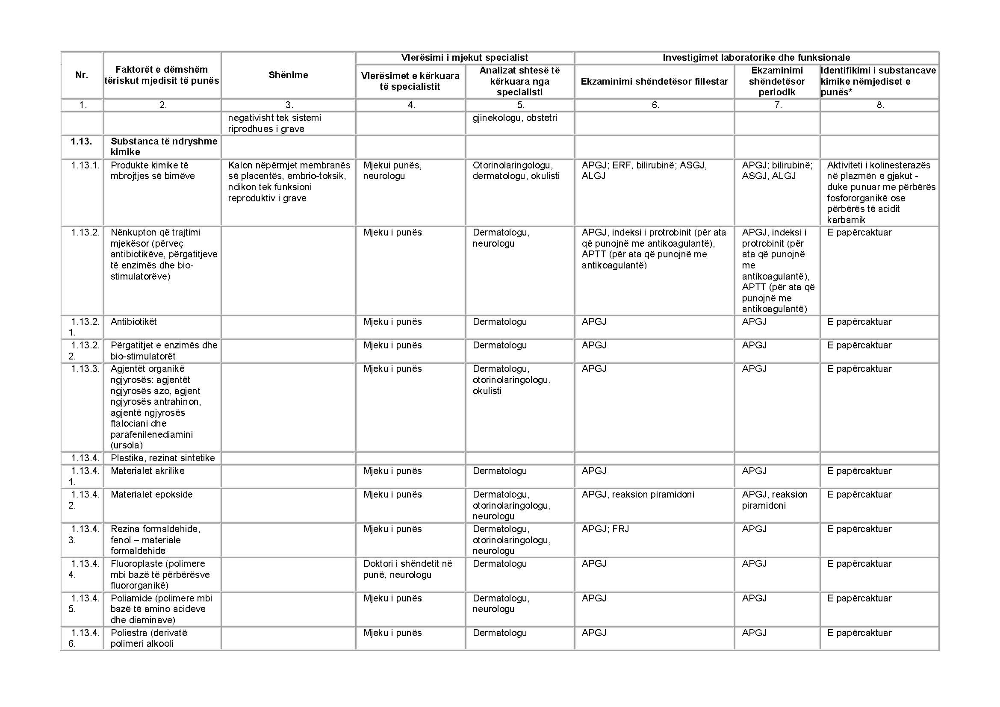 Nr.
Faktorët e dëmshëm
tëriskut mjedisit të punës
Shënime
Vlerësimi i mjekut specialist
Investigimet laboratorike dhe funksionale
Vlerësimet e kërkuara
të specialistit
Analizat shtesë të
kërkuara nga
specialisti
Ekzaminimi shëndetësor fillestar
Ekzaminimi
shëndetësor
periodik
Identifikimi i substancave
kimike nëmjediset e
punës*
1.
2.
3.
4.
5.
6.
7.
8.
negativisht tek sistemi
riprodhues i grave
gjinekologu, obstetri
1.13.
Substanca të ndryshme
kimike
1.13.1.
Produkte kimike të
mbrojtjes së bimëve
Kalon nëpërmjet membranës
së placentës, embrio-toksik,
ndikon tek funksioni
reproduktiv i grave
Mjekui punës,
neurologu
Otorinolaringologu,
dermatologu, okulisti
APGJ; ERF, bilirubinë; ASGJ,
ALGJ
APGJ; bilirubinë;
ASGJ, ALGJ
Aktiviteti i kolinesterazës
në plazmën e gjakut -
duke punuar me përbërës
fosfororganikë ose
përbërës të acidit
karbamik
1.13.2.
Nënkupton që trajtimi
mjekësor (përveç
antibiotikëve, përgatitjeve
të enzimës dhe bio-
stimulatorëve)
Mjeku i punës
Dermatologu,
neurologu
APGJ, indeksi i protrobinit (për ata
që punojnë me antikoagulantë),
APTT (për ata që punojnë me
antikoagulantë)
APGJ, indeksi i
protrobinit (për
ata që punojnë
me
antikoagulantë),
APTT (për ata që
punojnë me
antikoagulantë)
E papërcaktuar
1.13.2.
1.
Antibiotikët
Mjeku i punës
Dermatologu
APGJ
APGJ
E papërcaktuar
1.13.2.
2.
Përgatitjet e enzimës dhe
bio-stimulatorët
Mjeku i punës
Dermatologu
APGJ
APGJ
E papërcaktuar
1.13.3.
Agjentët organikë
ngjyrosës: agjentët
ngjyrosës azo, agjent
ngjyrosës antrahinon,
agjentë ngjyrosës
ftalociani dhe
parafenilenediamini
(ursola)
Mjeku i punës
Dermatologu,
otorinolaringologu,
okulisti
APGJ
APGJ
E papërcaktuar
1.13.4.
Plastika, rezinat sintetike
1.13.4.
1.
Materialet akrilike
Mjeku i punës
Dermatologu
APGJ
APGJ
E papërcaktuar
1.13.4.
2.
Materialet epokside
Mjeku i punës
Dermatologu,
otorinolaringologu,
neurologu
APGJ, reaksion piramidoni
APGJ, reaksion
piramidoni
E papërcaktuar
1.13.4.
3.
Rezina formaldehide,
fenol – materiale
formaldehide
Mjeku i punës
Dermatologu,
otorinolaringologu,
neurologu
APGJ; FRJ
APGJ
E papërcaktuar
1.13.4.
4.
Fluoroplaste (polimere
mbi bazë të përbërësve
fluororganikë)
Doktori i shëndetit në
punë, neurologu
Dermatologu
APGJ
APGJ
E papërcaktuar
1.13.4.
5.
Poliamide (polimere mbi
bazë të amino acideve
dhe diaminave)
Mjeku i punës
Dermatologu,
neurologu
APGJ
APGJ
E papërcaktuar
1.13.4.
6.
Poliestra (derivatë
polimeri alkooli
Mjeku i punës
Dermatologu
APGJ
APGJ
E papërcaktuar